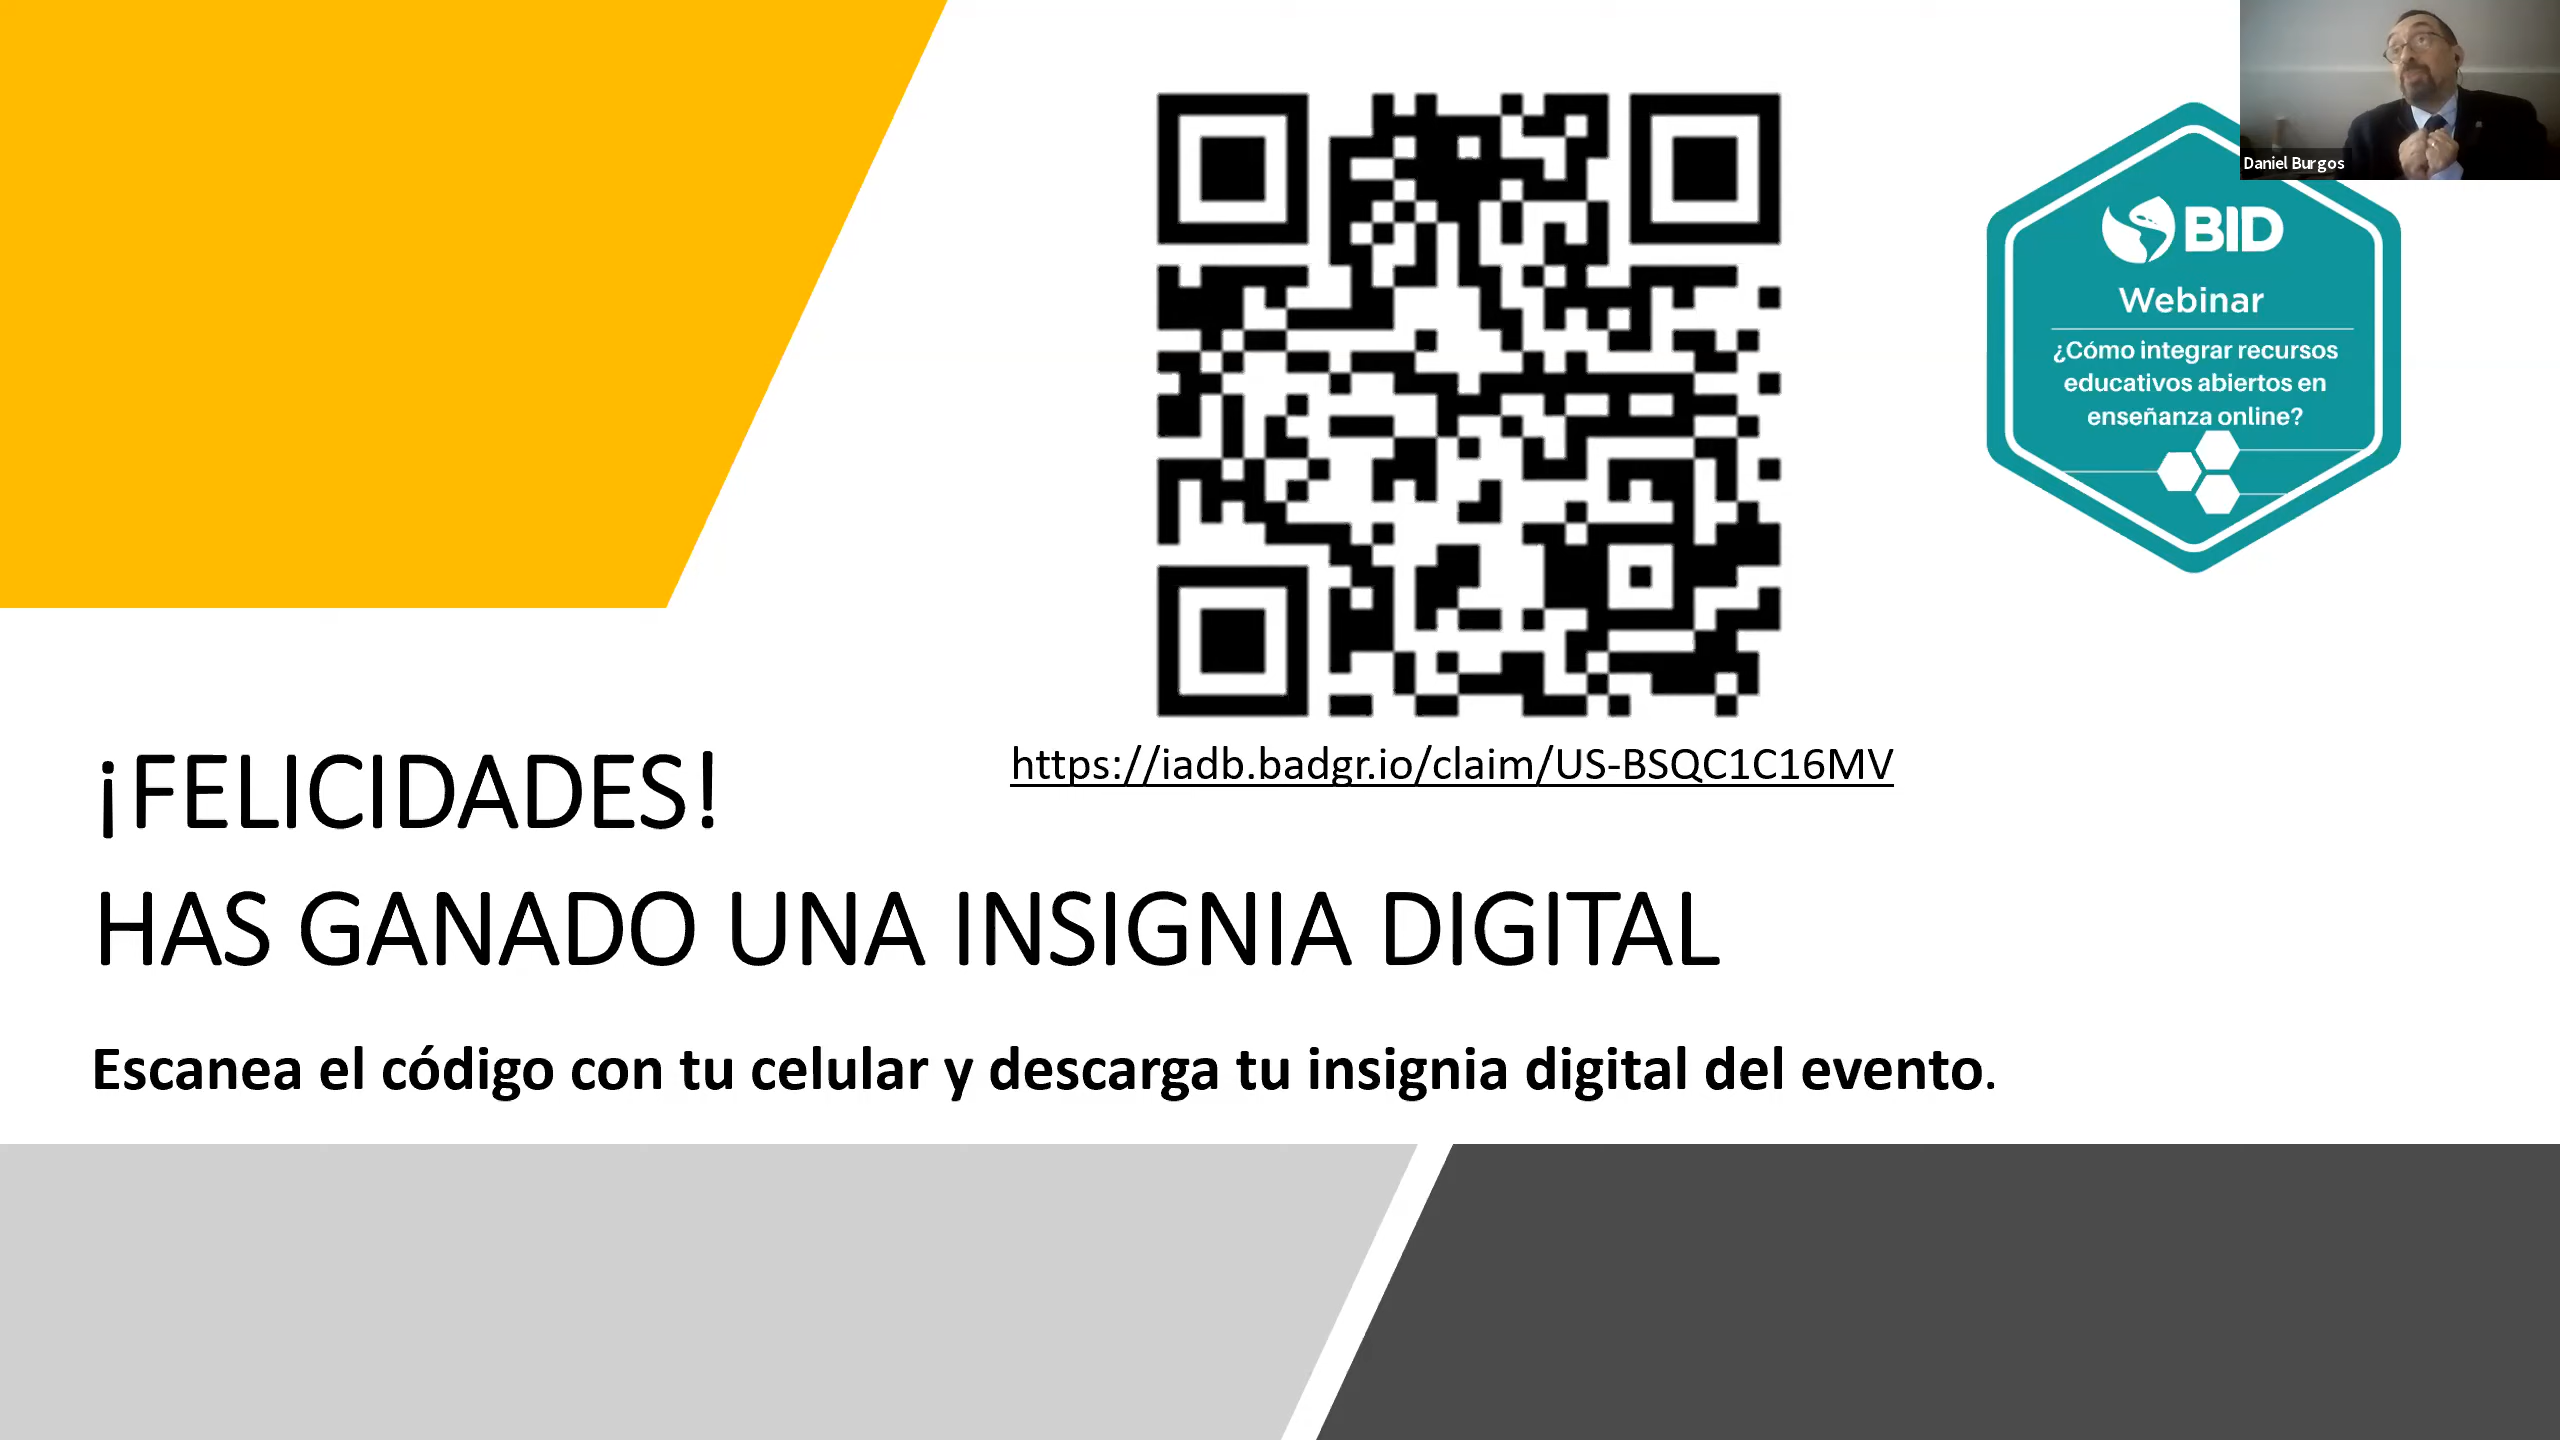 Daniel Burgos
BID
Webinar
¿Cómo integrar recursos
educativos abiertos en
enseñanza online?
https://iadb.badgr.io/claim/US-BSQC1C16MV
¡FELICIDADES!
HAS GANADO UNA INSIGNIA DIGITAL
Escanea el código con tu celular y descarga tu insignia digital del evento.